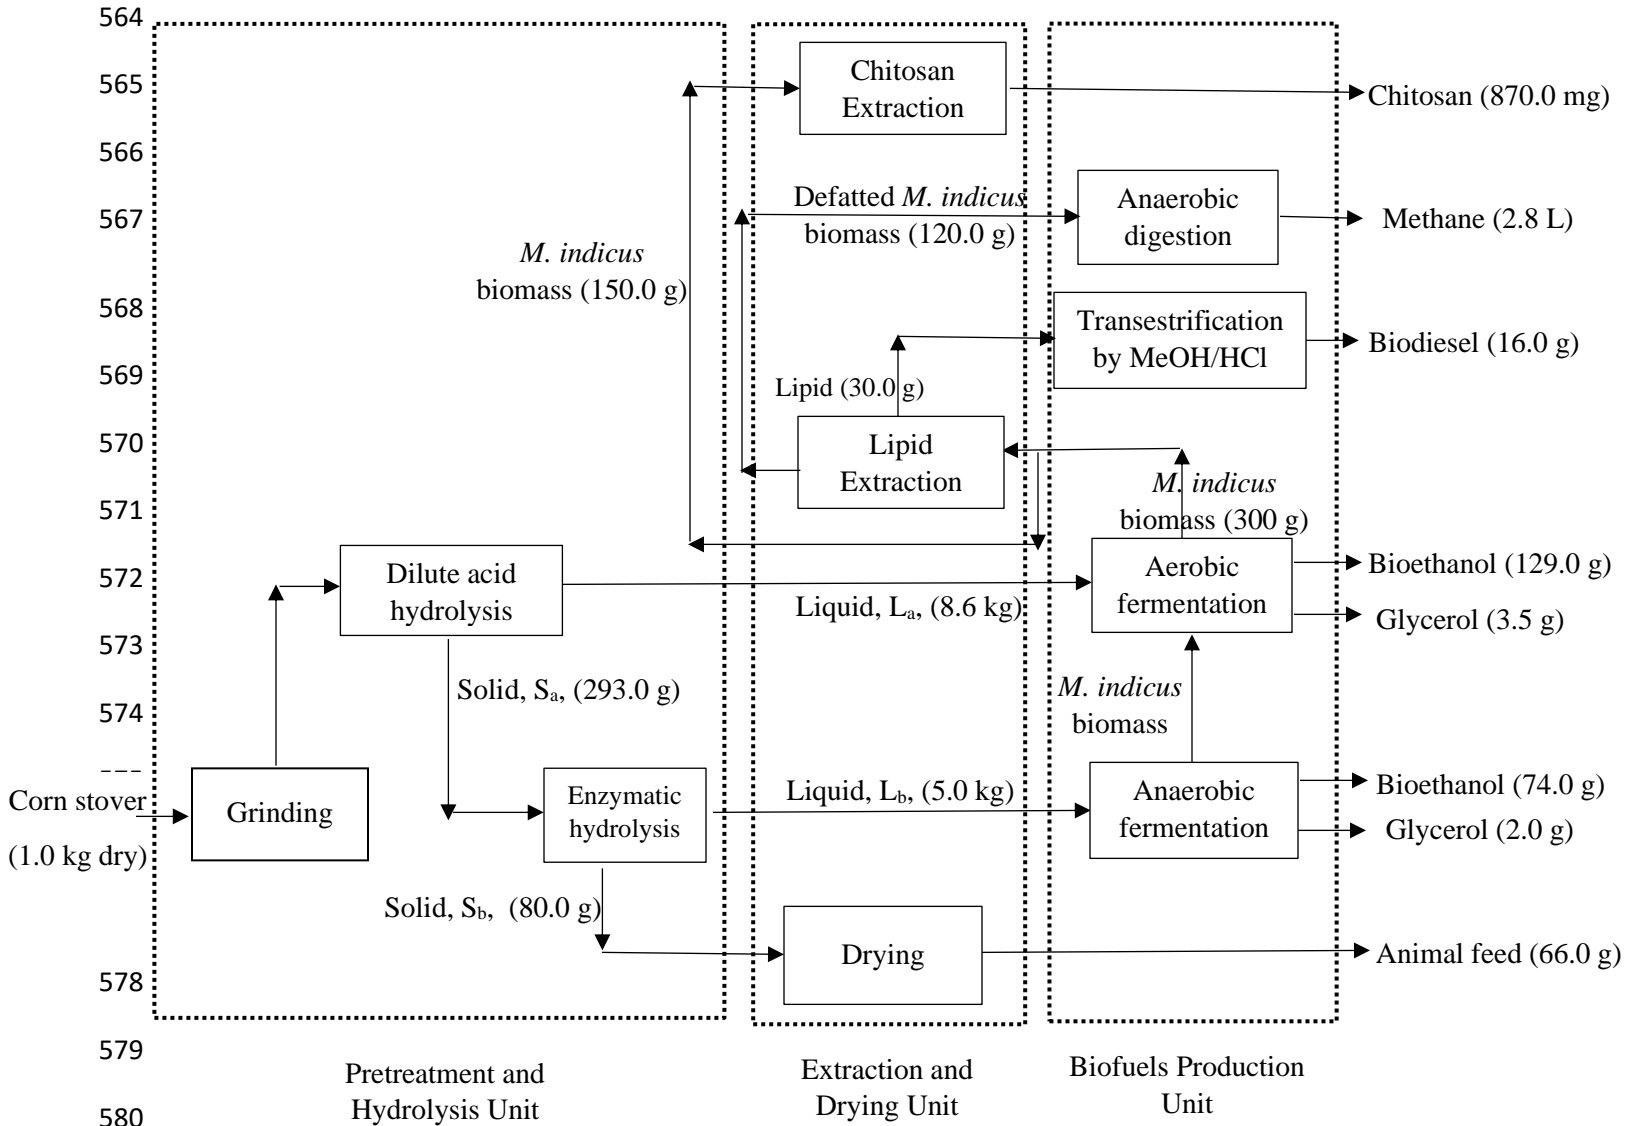 564
565
566
567
568
569
570
571
572
573
574
---
578
579
580
Chitosan
Extraction
Chitosan (870.0 mg)
Defatted M. indicus
biomass (120.0 g)
Anaerobic
digestion
Methane (2.8 L)
M. indicus
biomass (150.0 g)
Transestrification
by MeOH/HCl
Biodiesel (16.0 g)
Lipid (30.0 g)
Lipid
Extraction
M. indicus
biomass (300 g)
Dilute acid
hydrolysis
Liquid, La, (8.6 kg)
Aerobic
fermentation
Bioethanol (129.0 g)
Glycerol (3.5 g)
Solid, Sa, (293.0 g)
M. indicus
biomass
Corn stover
(1.0 kg dry)
Grinding
Enzymatic
hydrolysis
Liquid, Lb, (5.0 kg)
Anaerobic
fermentation
Bioethanol (74.0 g)
Glycerol (2.0 g)
Solid, Sb, (80.0 g)
Drying
Animal feed (66.0 g)
Pretreatment and
Hydrolysis Unit
Extraction and
Drying Unit
Biofuels Production
Unit